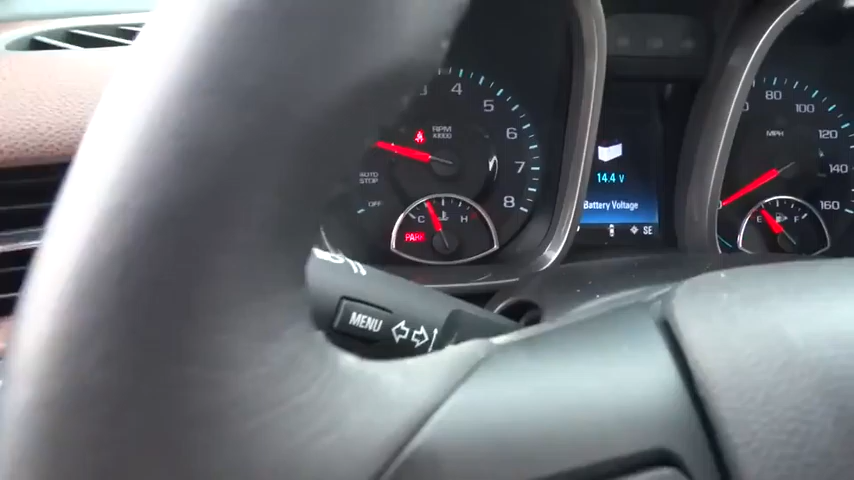 4
5
6
7
8
RPM
X1000
AUTO
STOP
OFF
C H
PARK
14.4 V
Battery Voltage
SE
80
100
120
140
160
MPH
E F
MENU